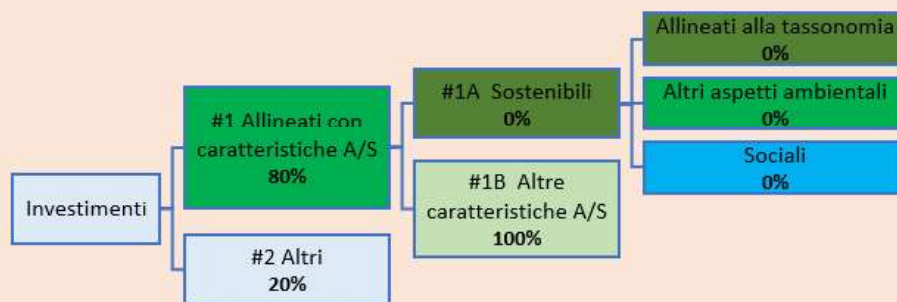 Investimenti
#1 Allineati con
caratteristiche A/S
80%
#2 Altri
20%
#1A Sostenibili
0%
#1B Altre
caratteristiche A/S
100%
Allineati alla tassonomia
0%
Altri aspetti ambientali
0%
Sociali
0%